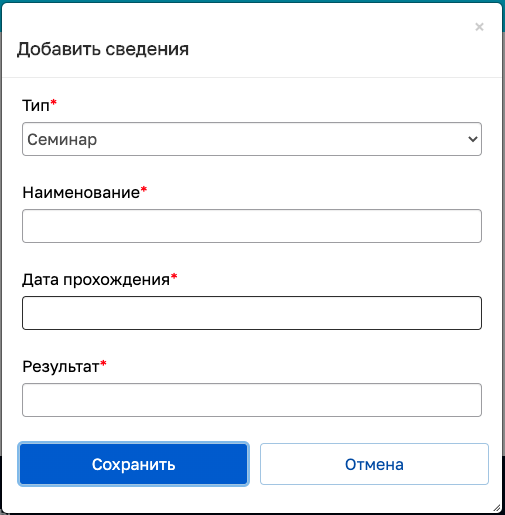 ×
Добавить сведения
Тип*
Семинар
Наименование*
Дата прохождения*
Результат*
Сохранить
Отмена